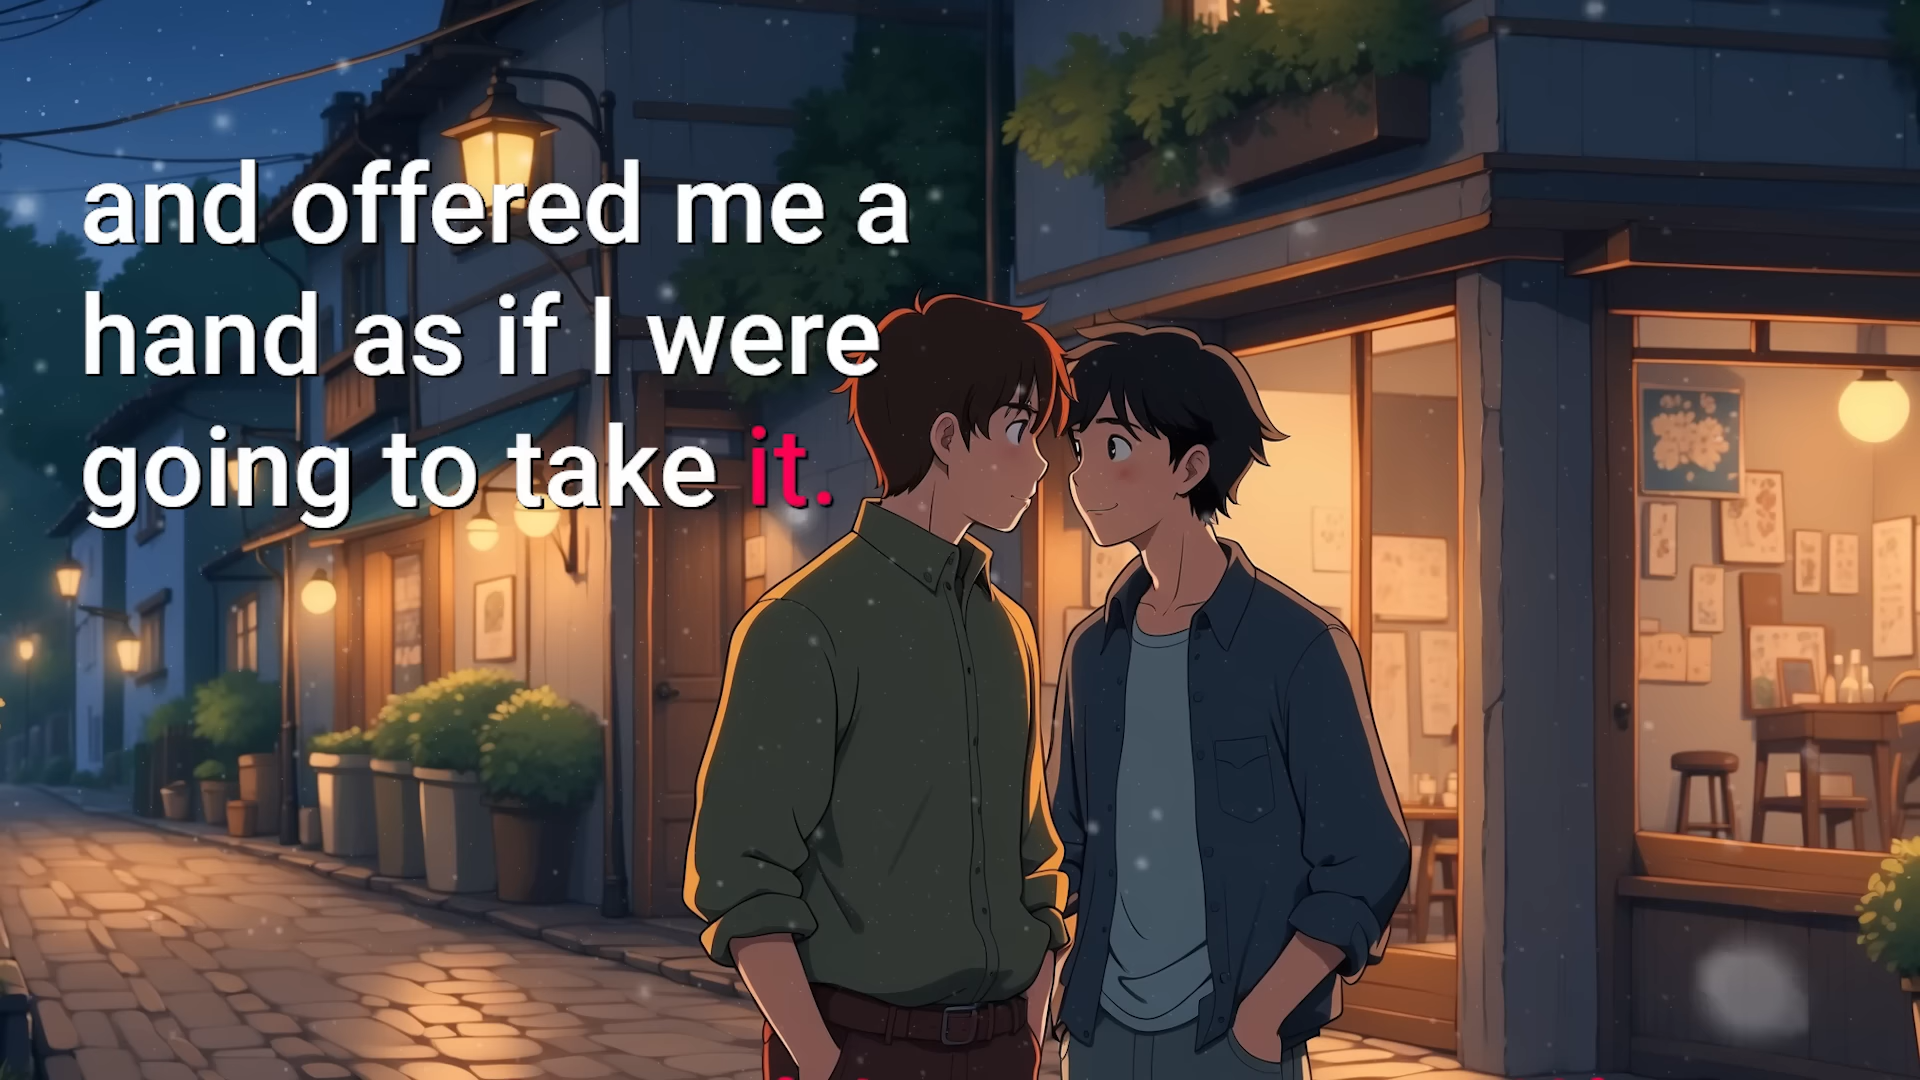 and offered me a
hand as if I were
going to take it.